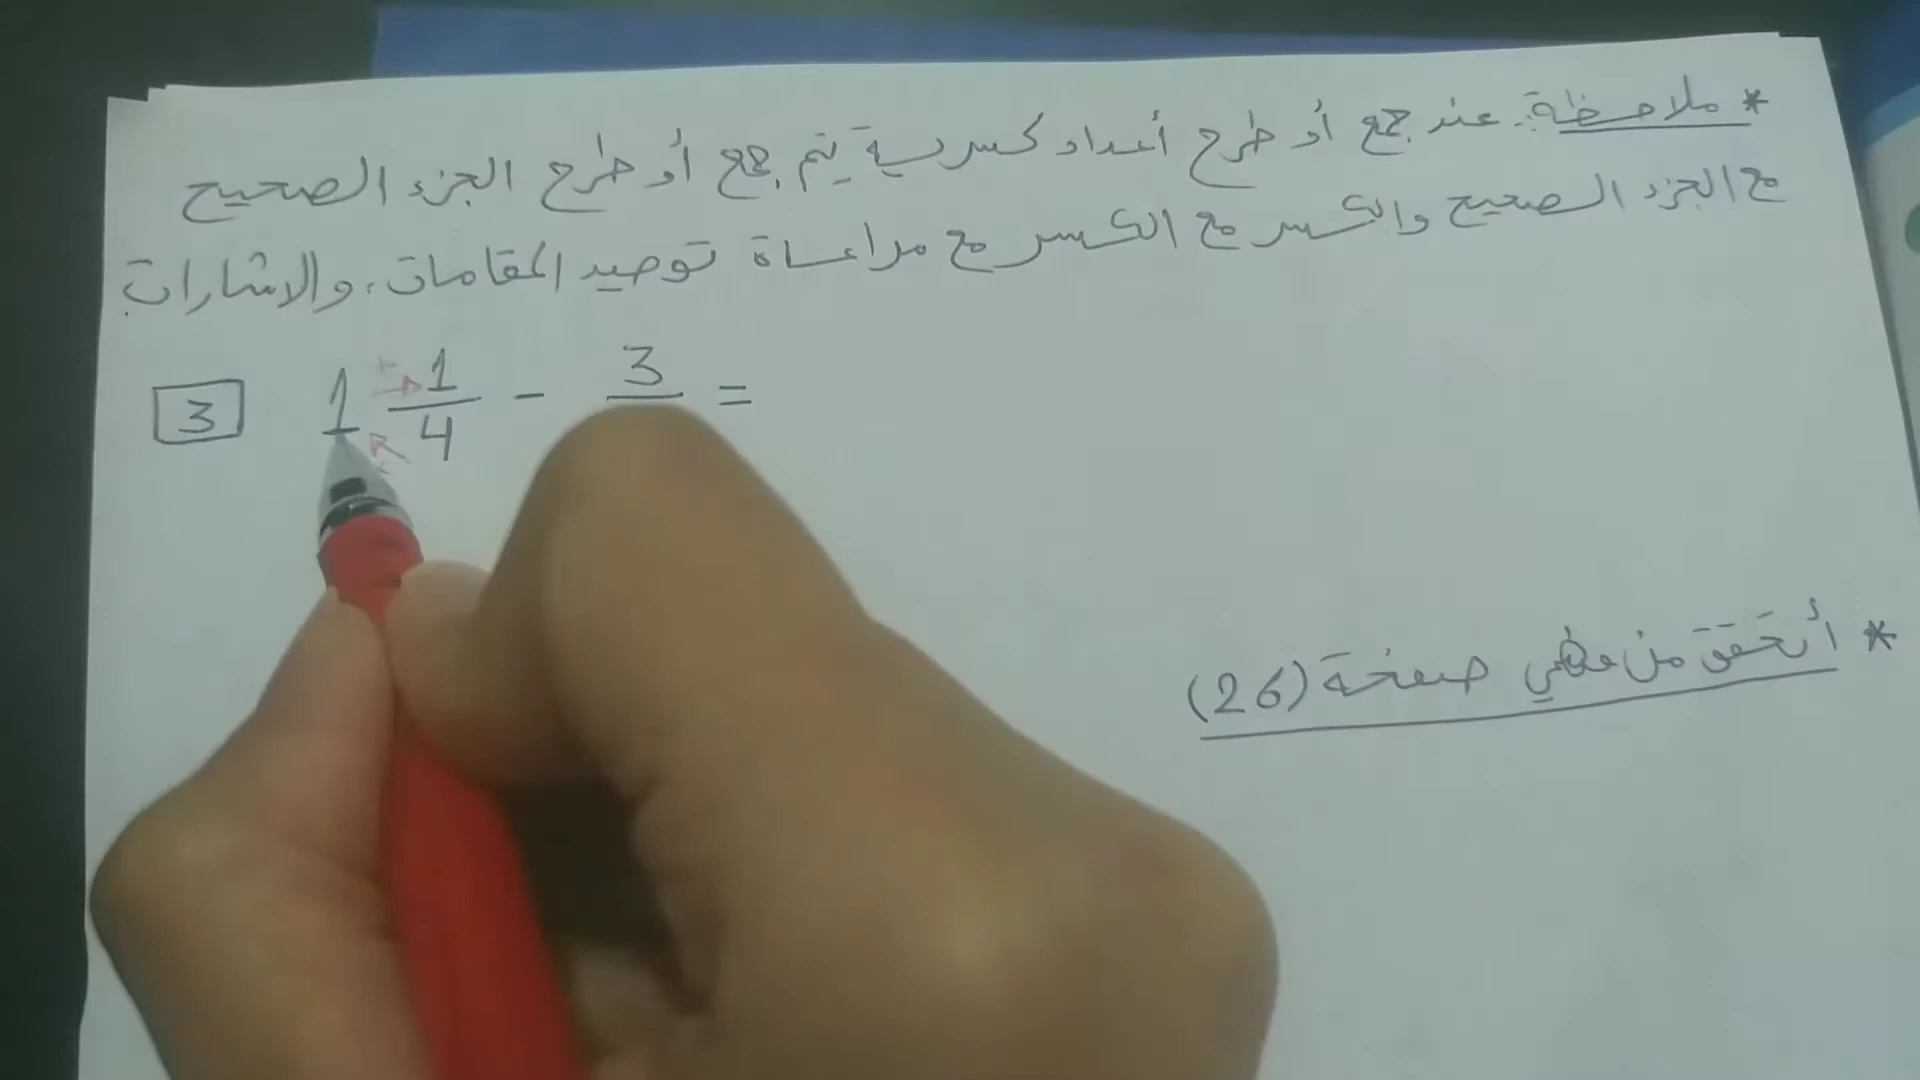 * ملاحظة:- عند جمع أو طرح أعداد كسرية يتم جمع أو طرح الجزء الصحيح
مع الجزء الصحيح والكسر مع الكسر مع مراعاة توحيد المقامات، والاشارات.
3 1 1/4 - 3 =
* أتحقق من فهمي صفحة (26)